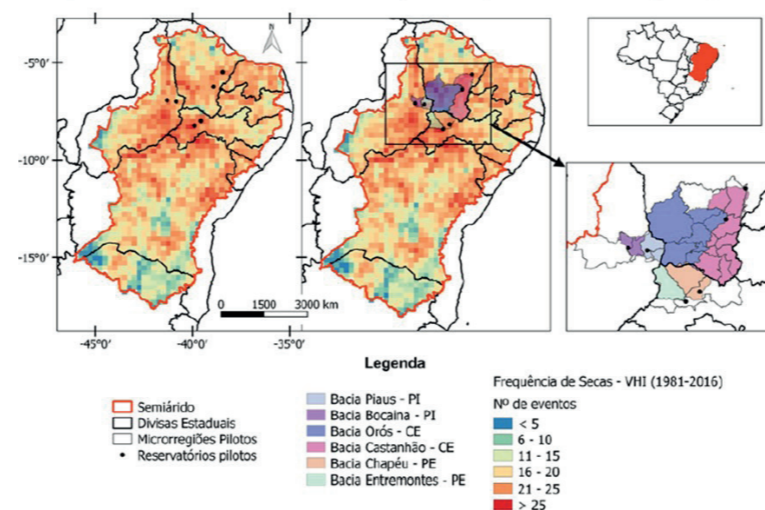 N
-5°0'
-10°0'
-15°0'
0 1500 3000 km
-45°0' -40°0' -35°0'
Legenda
Semiárido
Divisas Estaduais
Microrregiões Pilotos
Reservatórios pilotos
Bacia Piaus - PI
Bacia Bocaina - PI
Bacia Orós - CE
Bacia Castanhão - CE
Bacia Chapéu - PE
Bacia Entremontes - PE
Frequência de Secas - VHI (1981-2016)
Nº de eventos
< 5
6 - 10
11 - 15
16 - 20
21 - 25
> 25